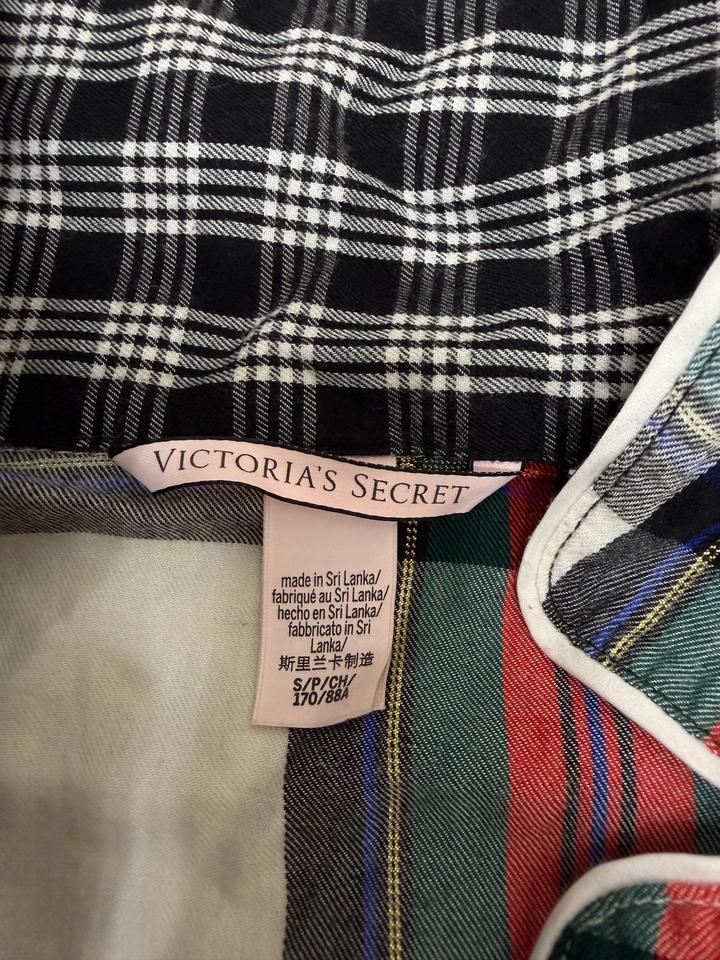 VICTORIA'S SECRET
made in Sri Lanka/
fabriqué au Sri Lanka/
hecho en Sri Lanka/
fabbricato in Sri
Lanka/
斯里兰卡制造
S/P/CH/
170/88A